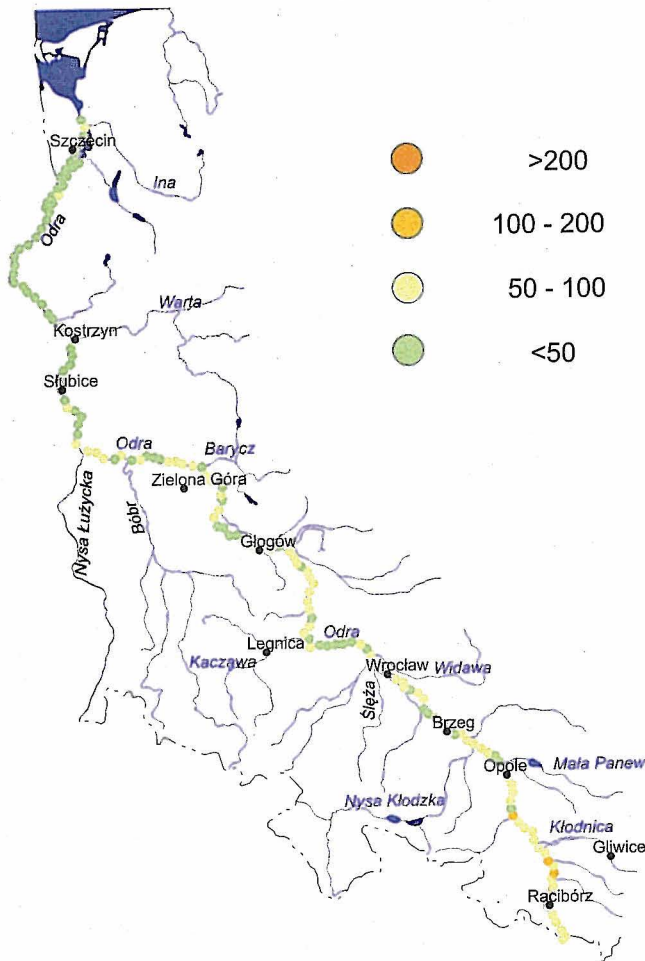 Szczecin
Ina
Odra
>200
100 - 200
50 - 100
<50
Warta
Kostrzyn
Słubice
Odra
Barycz
Zielona Góra
Nysa Łużycka
Bóbr
Głogów
Odra
Legnica
Kaczawa
Wrocław
Widawa
Ślęża
Brzeg
Opole
Mała Panew
Nysa Kłodzka
Kłodnica
Gliwice
Racibórz